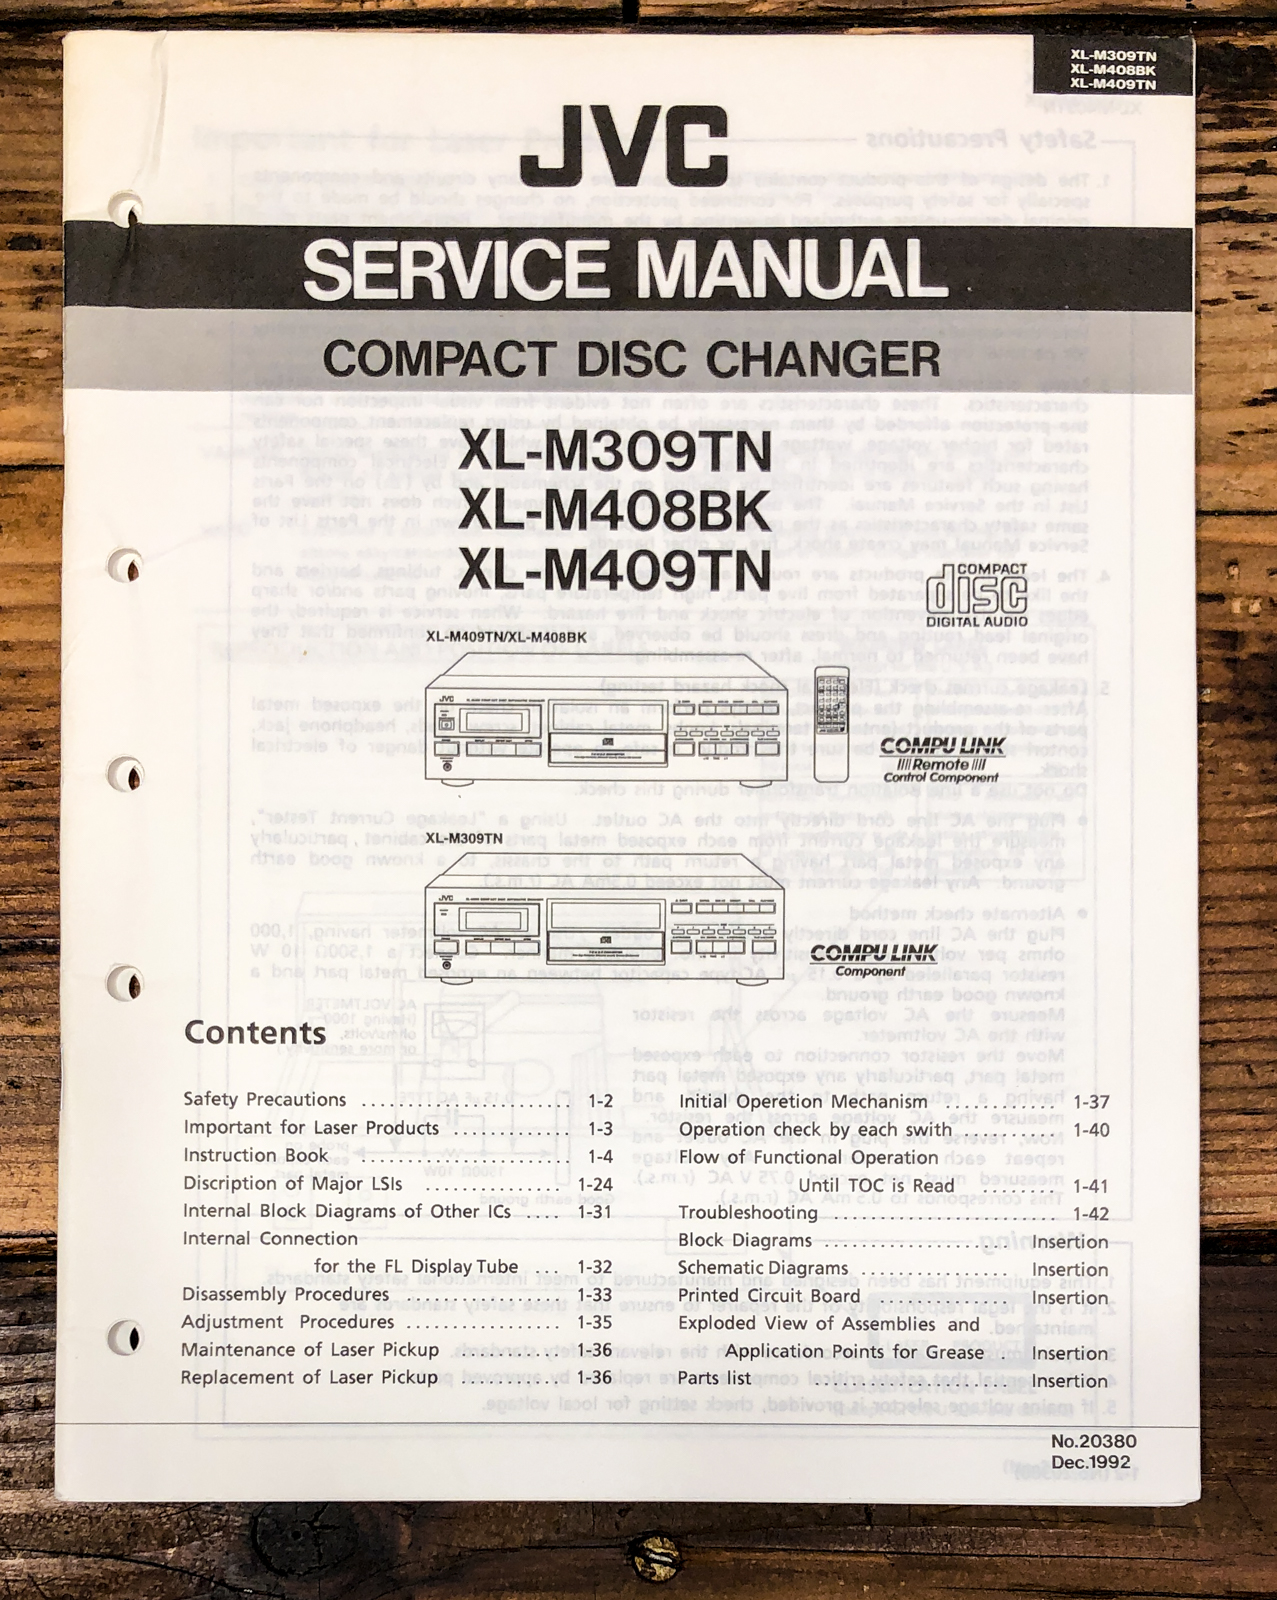 XL-M309TN
XL-M408BK
XL-M409TN
JVC
SERVICE MANUAL
COMPACT DISC CHANGER
XL-M309TN
XL-M408BK
XL-M409TN
COMPACT
disc
DIGITAL AUDIO
XL-M409TN/XL-M408BK
JVC
COMPU LINK
Remote
Control Component
XL-M309TN
JVC
COMPU LINK
Component
Contents
Safety Precautions ........................ 1-2
Important for Laser Products ............. 1-3
Instruction Book ........................ 1-4
Discription of Major LSIs ................. 1-24
Internal Block Diagrams of Other ICs .... 1-31
Internal Connection
for the FL Display Tube ... 1-32
Disassembly Procedures .................. 1-33
Adjustment Procedures ................. 1-35
Maintenance of Laser Pickup ........... 1-36
Replacement of Laser Pickup ........... 1-36
Initial Operetion Mechanism ............ 1-37
Operation check by each swith........... 1-40
Flow of Functional Operation
Until TOC is Read ........... 1-41
Troubleshooting ........................ 1-42
Block Diagrams ..................... Insertion
Schematic Diagrams ................ Insertion
Printed Circuit Board ................ Insertion
Exploded View of Assemblies and
Application Points for Grease . Insertion
Parts list ...................... Insertion
No.20380
Dec.1992